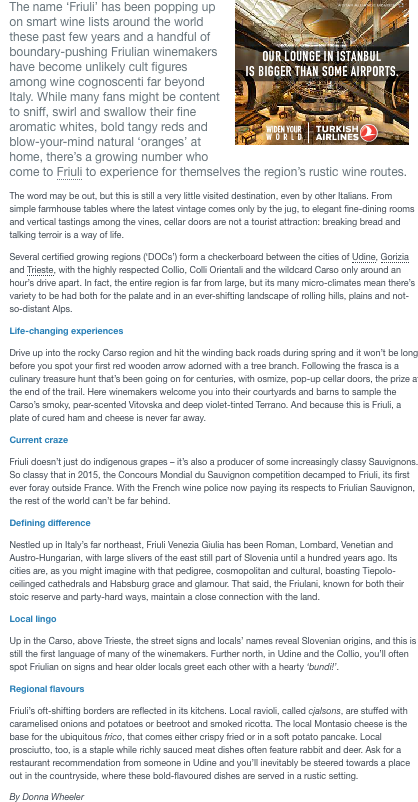 The name ‘Friuli’ has been popping up
on smart wine lists around the world
these past few years and a handful of
boundary-pushing Friulian winemakers
have become unlikely cult figures
among wine cognoscenti far beyond
Italy. While many fans might be content
to sniff, swirl and swallow their fine
aromatic whites, bold tangy reds and
blow-your-mind natural ‘oranges’ at
home, there’s a growing number who
come to Friuli to experience for themselves the region’s rustic wine routes.
OUR LOUNGE IN ISTANBUL
IS BIGGER THAN SOME AIRPORTS.
WIDEN YOUR
WORLD
TURKISH
AIRLINES
The word may be out, but this is still a very little visited destination, even by other Italians. From
simple farmhouse tables where the latest vintage comes only by the jug, to elegant fine-dining rooms
and vertical tastings among the vines, cellar doors are not a tourist attraction: breaking bread and
talking terroir is a way of life.
Several certified growing regions (‘DOCs’) form a checkerboard between the cities of Udine, Gorizia
and Trieste, with the highly respected Collio, Colli Orientali and the wildcard Carso only around an
hour’s drive apart. In fact, the entire region is far from large, but its many micro-climates mean there’s
variety to be had both for the palate and in an ever-shifting landscape of rolling hills, plains and not-
so-distant Alps.
Life-changing experiences
Drive up into the rocky Carso region and hit the winding back roads during spring and it won’t be long
before you spot your first red wooden arrow adorned with a tree branch. Following the frasca is a
culinary treasure hunt that’s been going on for centuries, with osmize, pop-up cellar doors, the prize at
the end of the trail. Here winemakers welcome you into their courtyards and barns to sample the
Carso’s smoky, pear-scented Vitovska and deep violet-tinted Terrano. And because this is Friuli, a
plate of cured ham and cheese is never far away.
Current craze
Friuli doesn’t just do indigenous grapes – it’s also a producer of some increasingly classy Sauvignons.
So classy that in 2015, the Concours Mondial du Sauvignon competition decamped to Friuli, its first
ever foray outside France. With the French wine police now paying its respects to Friulian Sauvignon,
the rest of the world can’t be far behind.
Defining difference
Nestled up in Italy’s far northeast, Friuli Venezia Giulia has been Roman, Lombard, Venetian and
Austro-Hungarian, with large slivers of the east still part of Slovenia until a hundred years ago. Its
cities are, as you might imagine with that pedigree, cosmopolitan and cultural, boasting Tiepolo-
ceilinged cathedrals and Habsburg grace and glamour. That said, the Friulani, known for both their
stoic reserve and party-hard ways, maintain a close connection with the land.
Local lingo
Up in the Carso, above Trieste, the street signs and locals’ names reveal Slovenian origins, and this is
still the first language of many of the winemakers. Further north, in Udine and the Collio, you’ll often
spot Friulian on signs and hear older locals greet each other with a hearty ‘bundi!’.
Regional flavours
Friuli’s oft-shifting borders are reflected in its kitchens. Local ravioli, called cjalsons, are stuffed with
caramelised onions and potatoes or beetroot and smoked ricotta. The local Montasio cheese is the
base for the ubiquitous frico, that comes either crispy fried or in a soft potato pancake. Local
prosciutto, too, is a staple while richly sauced meat dishes often feature rabbit and deer. Ask for a
restaurant recommendation from someone in Udine and you’ll inevitably be steered towards a place
out in the countryside, where these bold-flavoured dishes are served in a rustic setting.
By Donna Wheeler